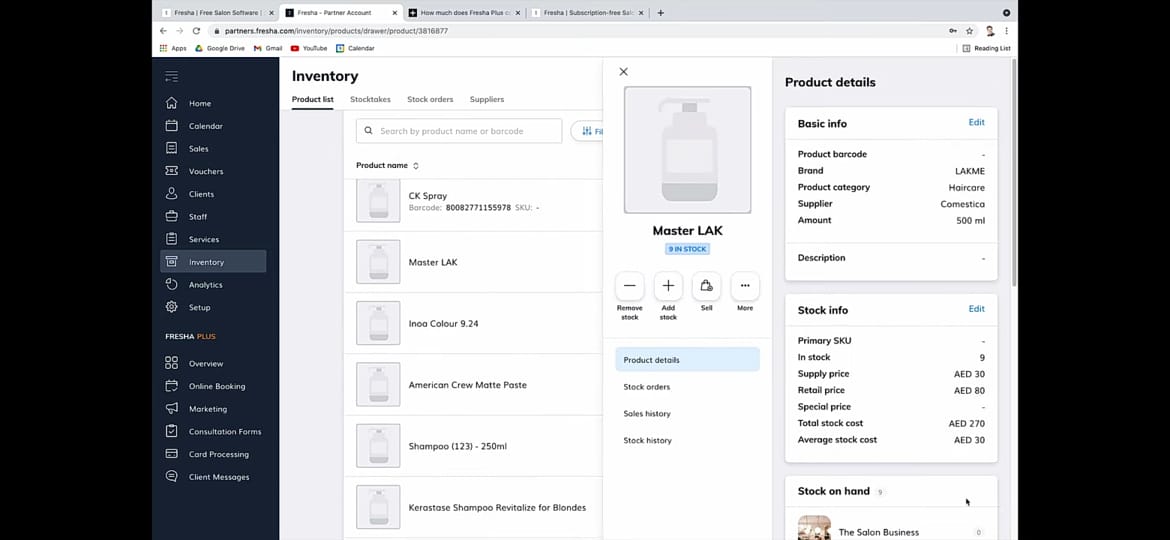 Fresha | Free Salon Software |
Fresha - Partner Account
How much does Fresha Plus c
Fresha | Subscription-free Sal
partners.fresha.com/inventory/products/drawer/product/3816877
Apps
Google Drive
Gmail
YouTube
Calendar
Reading List
Home
Calendar
Sales
Vouchers
Clients
Staff
Services
Inventory
Analytics
Setup
FRESHA PLUS
Overview
Online Booking
Marketing
Consultation Forms
Card Processing
Client Messages
Inventory
Product list Stocktakes Stock orders Suppliers
Search by product name or barcode
Fil
Product name
CK Spray
Barcode: 80082771155978 SKU: -
Master LAK
Inoa Colour 9.24
American Crew Matte Paste
Shampoo (123) - 250ml
Kerastase Shampoo Revitalize for Blondes
Master LAK
9 IN STOCK
Remove stock
Add stock
Sell
More
Product details
Stock orders
Sales history
Stock history
Product details
Basic info Edit
Product barcode -
Brand LAKME
Product category Haircare
Supplier Comestica
Amount 500 ml
Description -
Stock info Edit
Primary SKU -
In stock 9
Supply price AED 30
Retail price AED 80
Special price -
Total stock cost AED 270
Average stock cost AED 30
Stock on hand 9
The Salon Business 0